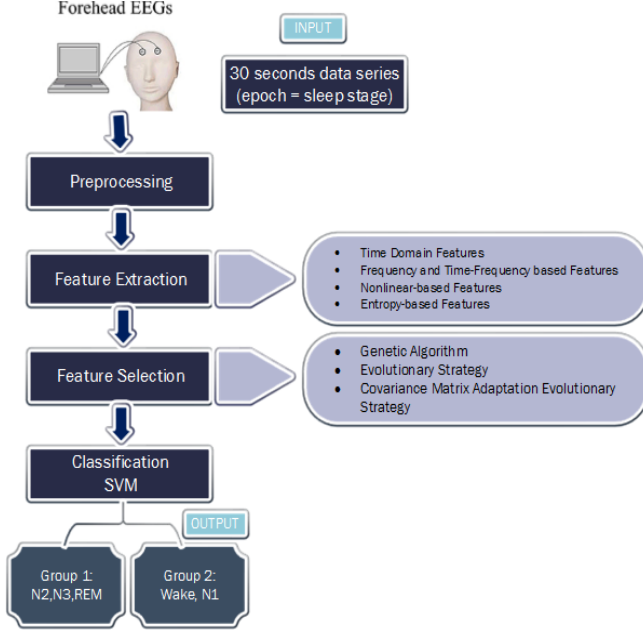 Forehead EEGs
INPUT
30 seconds data series
(epoch = sleep stage)
Preprocessing
Feature Extraction
• Time Domain Features
• Frequency and Time-Frequency based Features
• Nonlinear-based Features
• Entropy-based Features
Feature Selection
• Genetic Algorithm
• Evolutionary Strategy
• Covariance Matrix Adaptation Evolutionary
Strategy
Classification
SVM
OUTPUT
Group 1:
N2,N3,REM
Group 2:
Wake, N1